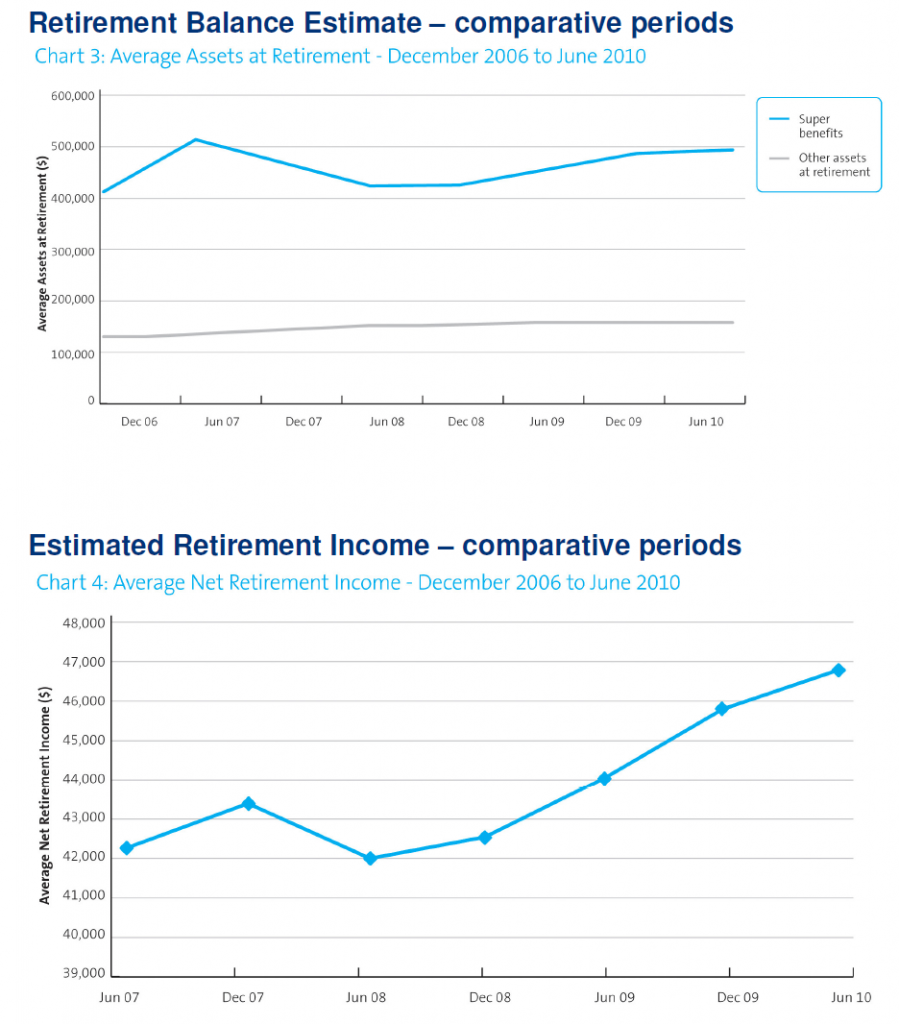 Retirement Balance Estimate – comparative periods
Chart 3: Average Assets at Retirement - December 2006 to June 2010
Average Assets at Retirement ($)
600,000
500,000
400,000
300,000
200,000
100,000
0
Dec 06 Jun 07 Dec 07 Jun 08 Dec 08 Jun 09 Dec 09 Jun 10
Super
benefits
Other assets
at retirement
Estimated Retirement Income – comparative periods
Chart 4: Average Net Retirement Income - December 2006 to June 2010
Average Net Retirement Income ($)
48,000
47,000
46,000
45,000
44,000
43,000
42,000
41,000
40,000
39,000
Jun 07 Dec 07 Jun 08 Dec 08 Jun 09 Dec 09 Jun 10